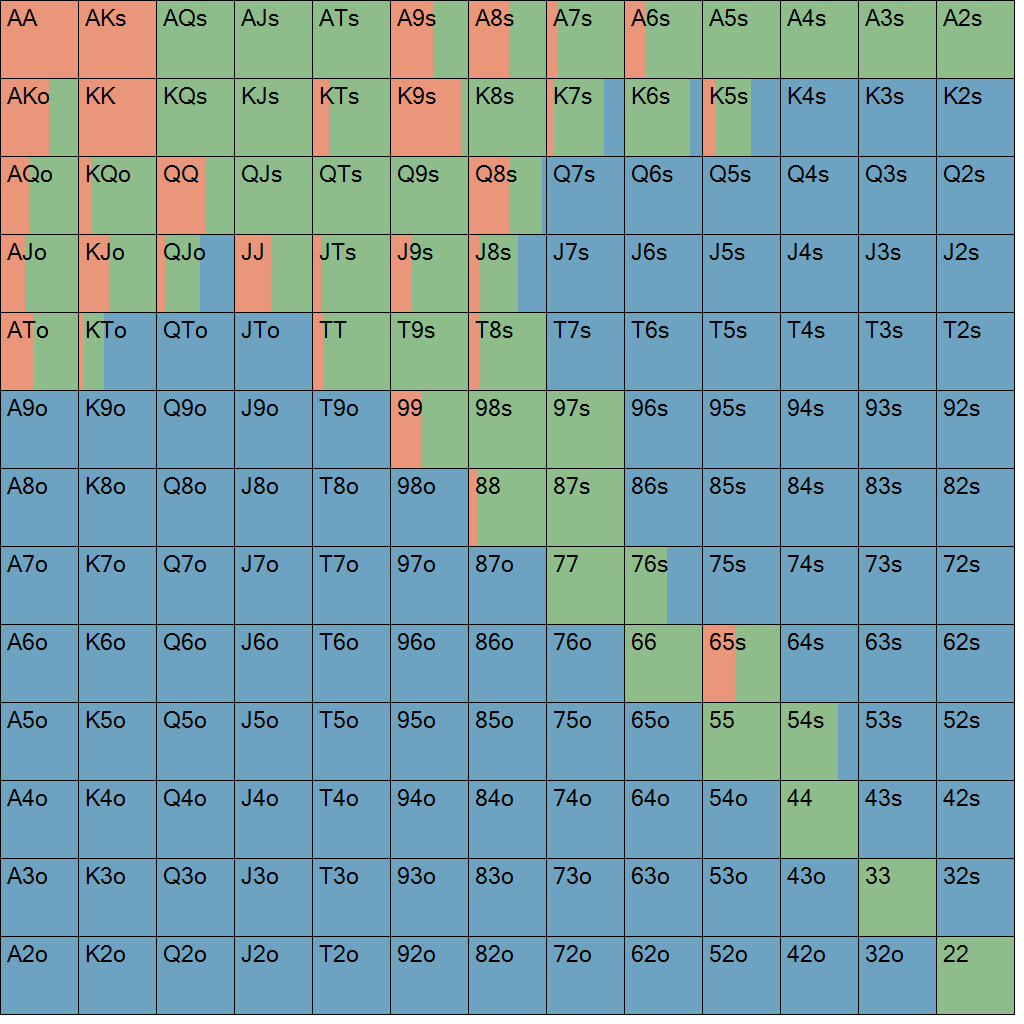 AA AKs AQs AJs ATs A9s A8s A7s A6s A5s A4s A3s A2s
AKo KK KQs KJs KTs K9s K8s K7s K6s K5s K4s K3s K2s
AQo KQo QQ QJs QTs Q9s Q8s Q7s Q6s Q5s Q4s Q3s Q2s
AJo KJo QJo JJ JTs J9s J8s J7s J6s J5s J4s J3s J2s
ATo KTo QTo JTo TT T9s T8s T7s T6s T5s T4s T3s T2s
A9o K9o Q9o J9o T9o 99 98s 97s 96s 95s 94s 93s 92s
A8o K8o Q8o J8o T8o 98o 88 87s 86s 85s 84s 83s 82s
A7o K7o Q7o J7o T7o 97o 87o 77 76s 75s 74s 73s 72s
A6o K6o Q6o J6o T6o 96o 86o 76o 66 65s 64s 63s 62s
A5o K5o Q5o J5o T5o 95o 85o 75o 65o 55 54s 53s 52s
A4o K4o Q4o J4o T4o 94o 84o 74o 64o 54o 44 43s 42s
A3o K3o Q3o J3o T3o 93o 83o 73o 63o 53o 43o 33 32s
A2o K2o Q2o J2o T2o 92o 82o 72o 62o 52o 42o 32o 22